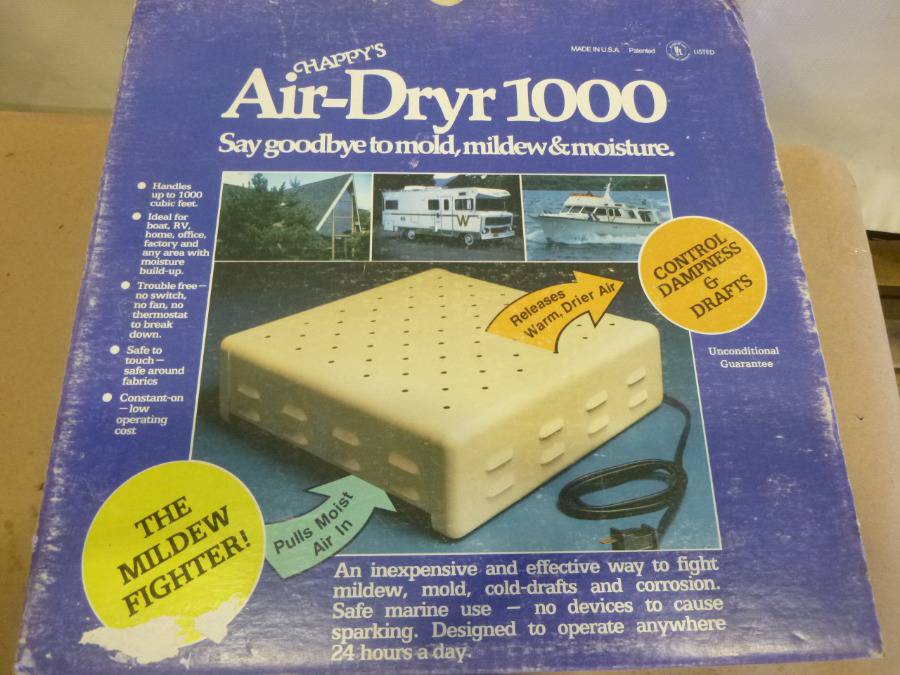 MADE IN U.S.A. Patented UL LISTED
HAPPY'S
Air-Dryr 1000
Say goodbye to mold, mildew & moisture.
Handles
up to 1000
cubic feet.
Ideal for
boat, RV,
home, office,
factory and
any area with
moisture
build-up.
Trouble free—
no switch,
no fan, no
thermostat
to break
down.
Safe to
touch—
safe around
fabrics
Constant-on
—low
operating
cost
W
CONTROL
DAMPNESS
&
DRAFTS
Releases
Warm, Drier Air
Unconditional
Guarantee
THE
MILDEW
FIGHTER!
Pulls Moist
Air In
An inexpensive and effective way to fight
mildew, mold, cold-drafts and corrosion.
Safe marine use — no devices to cause
sparking. Designed to operate anywhere
24 hours a day.